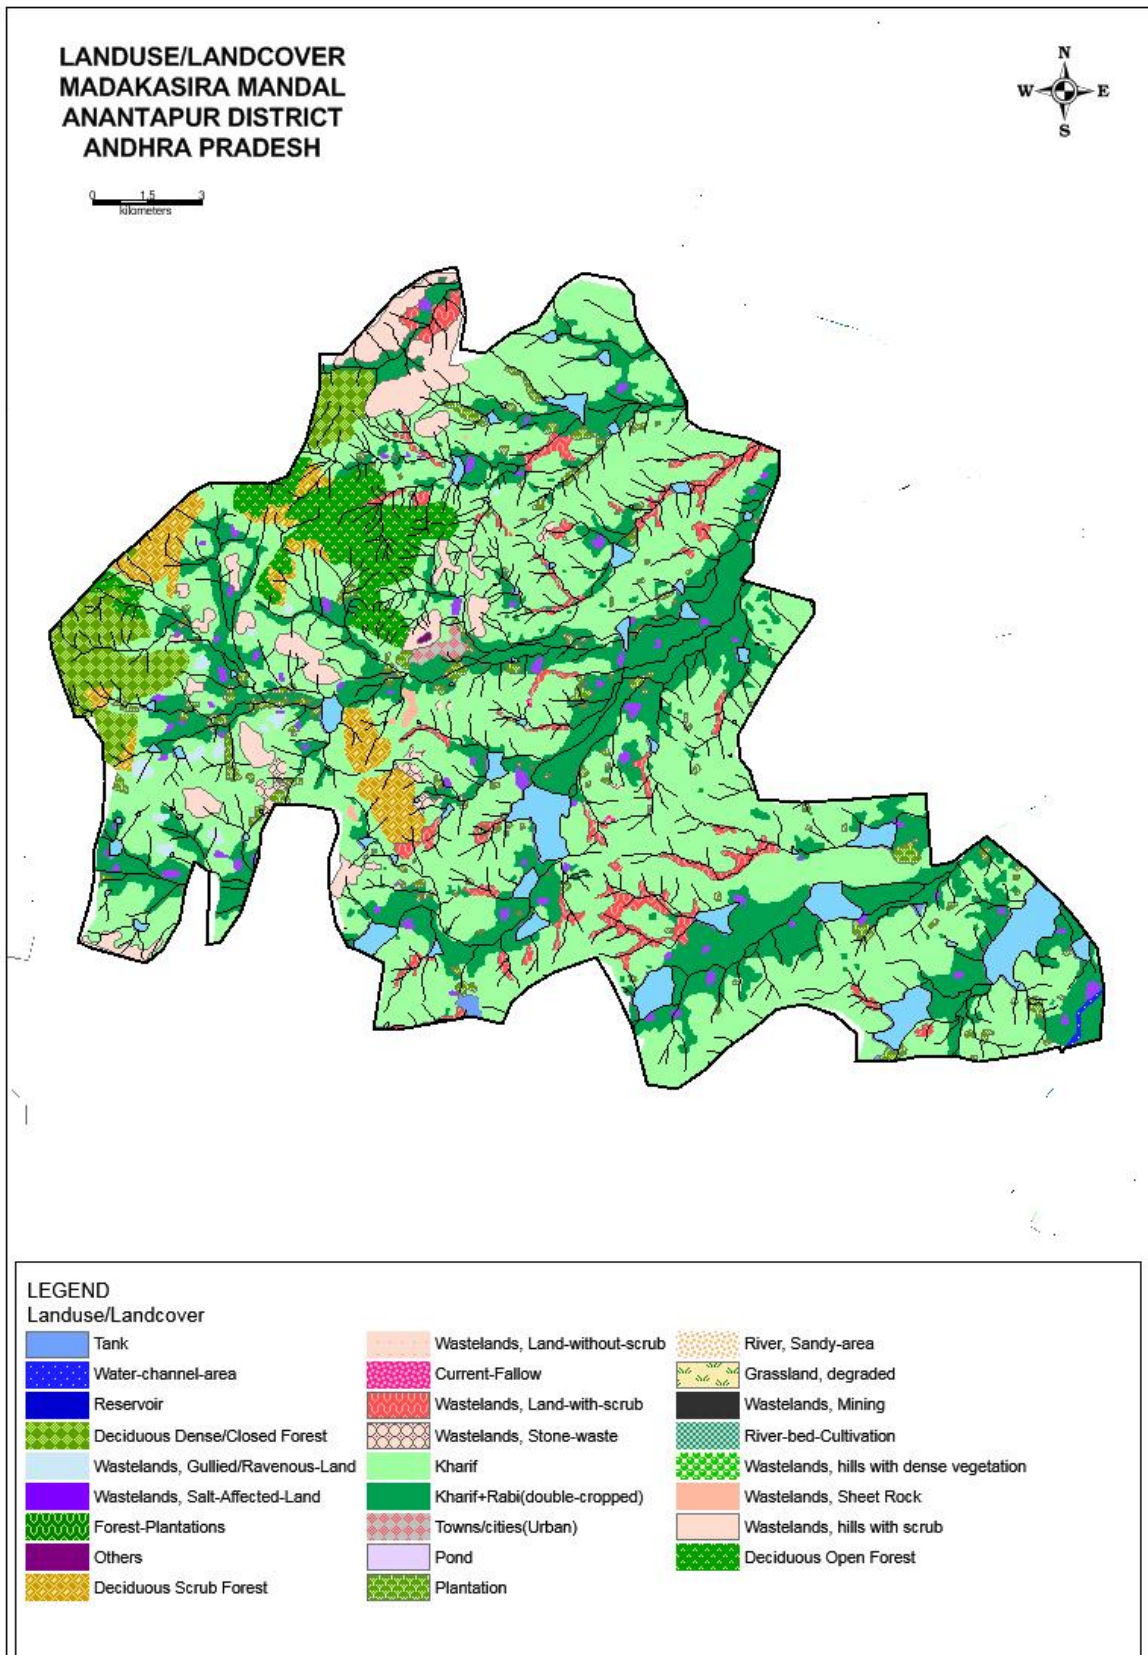 LANDUSE/LANDCOVER
MADAKASIRA MANDAL
ANANTAPUR DISTRICT
ANDHRA PRADESH
N
W E
S
0 1.5 3
kilometers
LEGEND
Landuse/Landcover
Tank
Water-channel-area
Reservoir
Deciduous Dense/Closed Forest
Wastelands, Gullied/Ravenous-Land
Wastelands, Salt-Affected-Land
Forest-Plantations
Others
Deciduous Scrub Forest
Wastelands, Land-without-scrub
Current-Fallow
Wastelands, Land-with-scrub
Wastelands, Stone-waste
Kharif
Kharif+Rabi(double-cropped)
Towns/cities(Urban)
Pond
Plantation
River, Sandy-area
Grassland, degraded
Wastelands, Mining
River-bed-Cultivation
Wastelands, hills with dense vegetation
Wastelands, Sheet Rock
Wastelands, hills with scrub
Deciduous Open Forest